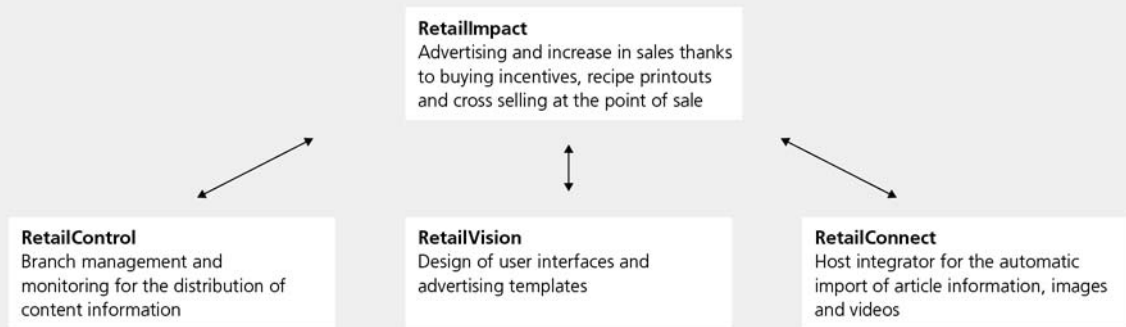 RetailImpact
Advertising and increase in sales thanks
to buying incentives, recipe printouts
and cross selling at the point of sale
RetailControl
Branch management and
monitoring for the distribution of
content information
RetailVision
Design of user interfaces and
advertising templates
RetailConnect
Host integrator for the automatic
import of article information, images
and videos